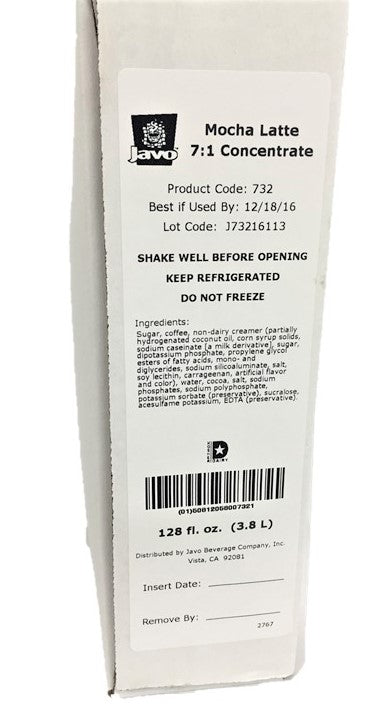 Javo
Mocha Latte
7:1 Concentrate
Product Code: 732
Best if Used By: 12/18/16
Lot Code: J73216113
SHAKE WELL BEFORE OPENING
KEEP REFRIGERATED
DO NOT FREEZE
Ingredients:
Sugar, coffee, non-dairy creamer (partially
hydrogenated coconut oil, corn syrup solids,
sodium caseinate [a milk derivative], sugar,
dipotassium phosphate, propylene glycol
esters of fatty acids, mono- and
diglycerides, sodium silicoaluminate, salt,
soy lecithin, carrageenan, artificial flavor
and color), water, cocoa, salt, sodium
phosphates, sodium polyphosphate,
potassium sorbate (preservative), sucralose,
acesulfame potassium, EDTA (preservative).
D
DAIRY
128 fl. oz. (3.8 L)
Distributed by Javo Beverage Company, Inc.
Vista, CA 92081
Insert Date:
Remove By:
2767